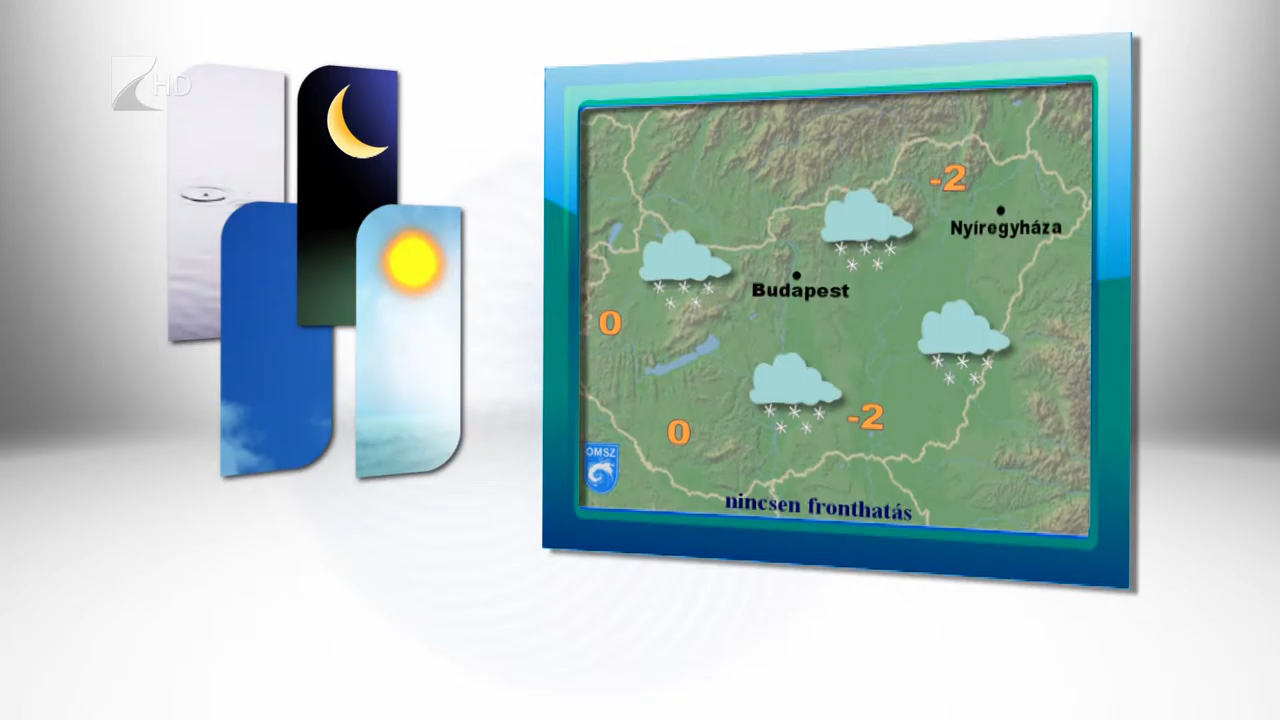 HD
-2
Nyíregyháza
Budapest
0
0
-2
OMSZ
nincsen fronthatás